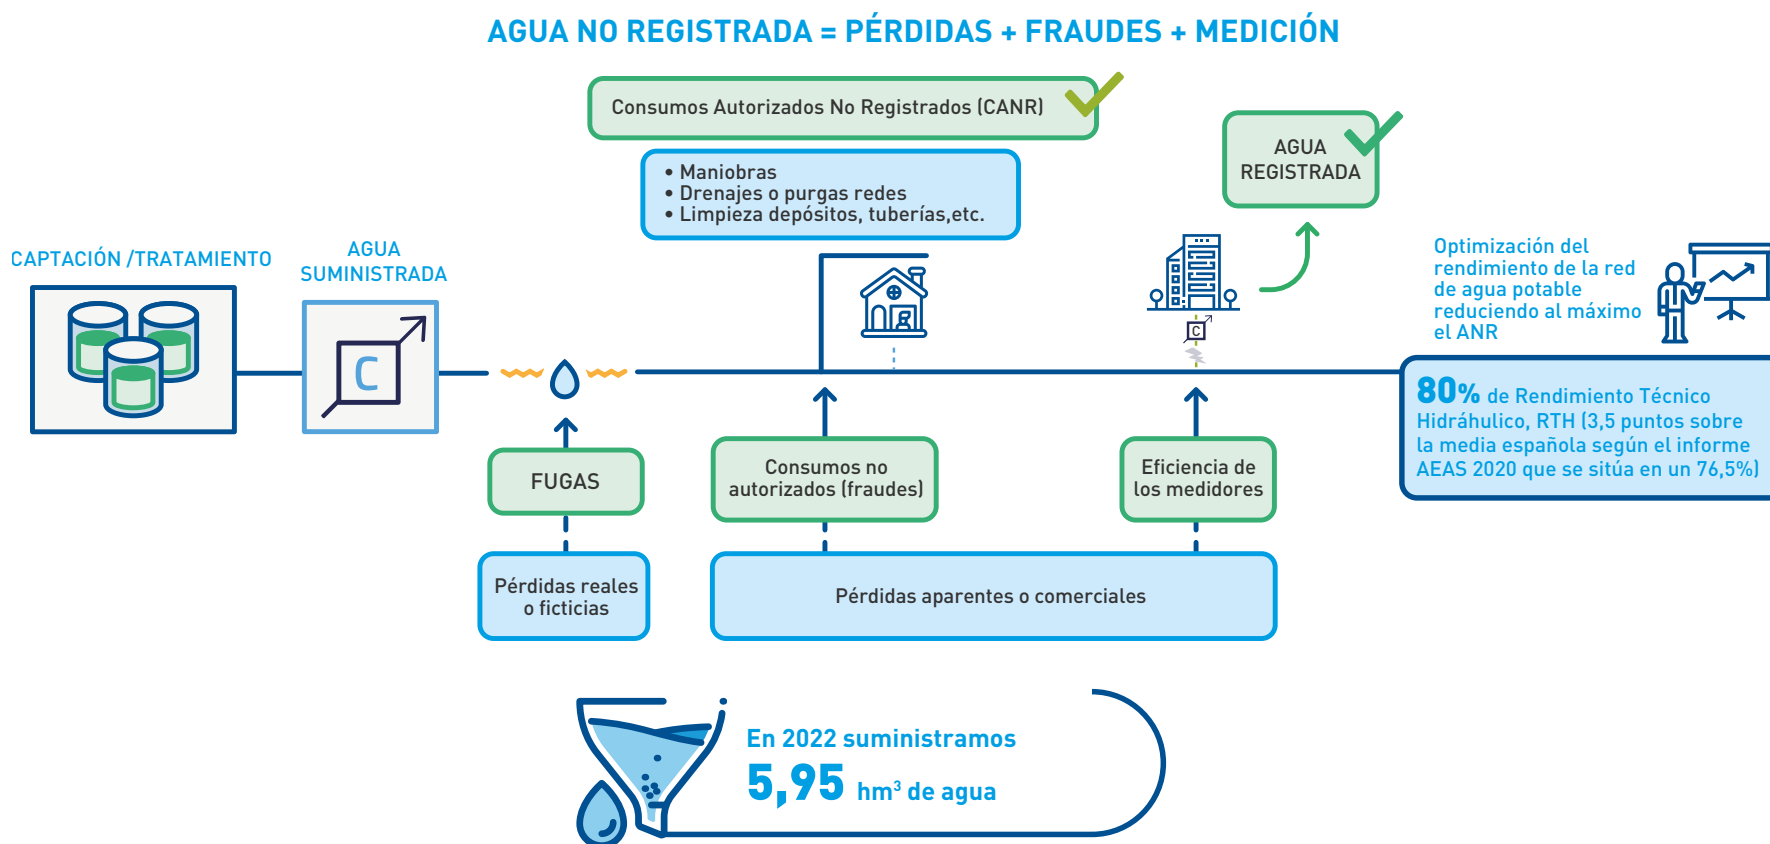 AGUA NO REGISTRADA = PÉRDIDAS + FRAUDES + MEDICIÓN
Consumos Autorizados No Registrados (CANR)
• Maniobras
• Drenajes o purgas redes
• Limpieza depósitos, tuberías,etc.
AGUA
REGISTRADA
CAPTACIÓN /TRATAMIENTO
AGUA
SUMINISTRADA
C
C
Optimización del
rendimiento de la red
de agua potable
reduciendo al máximo
el ANR
80% de Rendimiento Técnico
Hidráhulico, RTH (3,5 puntos sobre
la media española según el informe
AEAS 2020 que se sitúa en un 76,5%)
FUGAS
Consumos no
autorizados (fraudes)
Eficiencia de
los medidores
Pérdidas reales
o ficticias
Pérdidas aparentes o comerciales
En 2022 suministramos
5,95 hm³ de agua